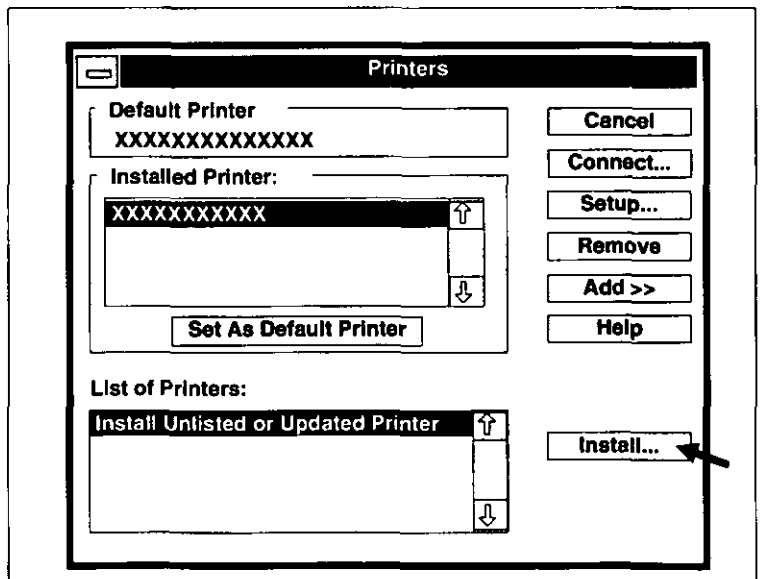 Printers
Default Printer
XXXXXXXXXXXXXX
Installed Printer:
XXXXXXXXXXX
Set As Default Printer
List of Printers:
Install Unlisted or Updated Printer
Cancel
Connect...
Setup...
Remove
Add >>
Help
Install...